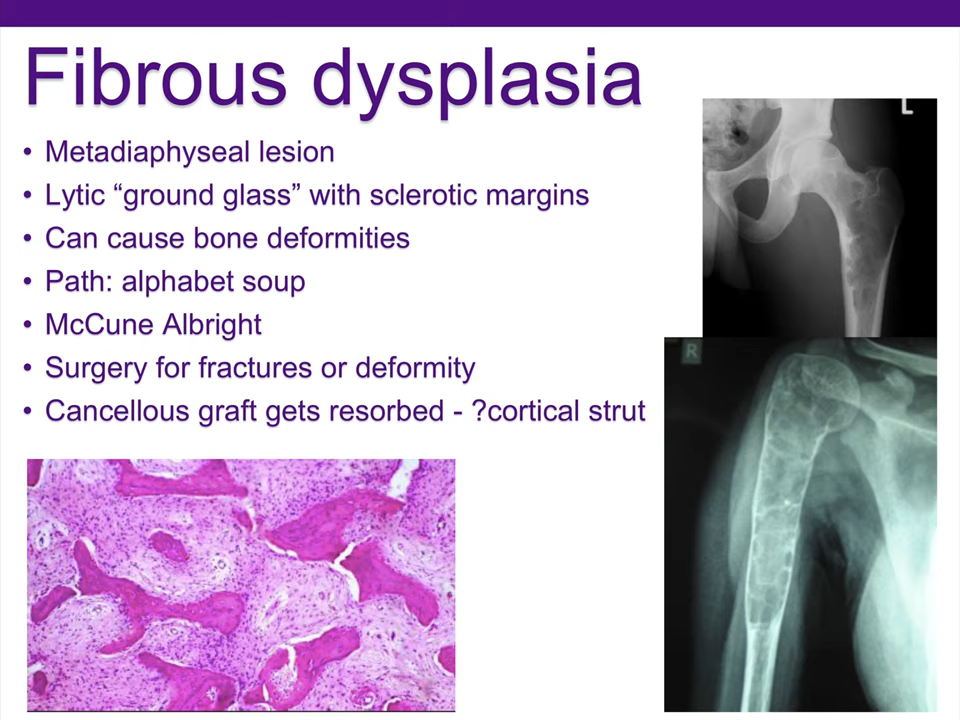 Fibrous dysplasia
• Metadiaphyseal lesion
• Lytic “ground glass” with sclerotic margins
• Can cause bone deformities
• Path: alphabet soup
• McCune Albright
• Surgery for fractures or deformity
• Cancellous graft gets resorbed - ?cortical strut
L
R